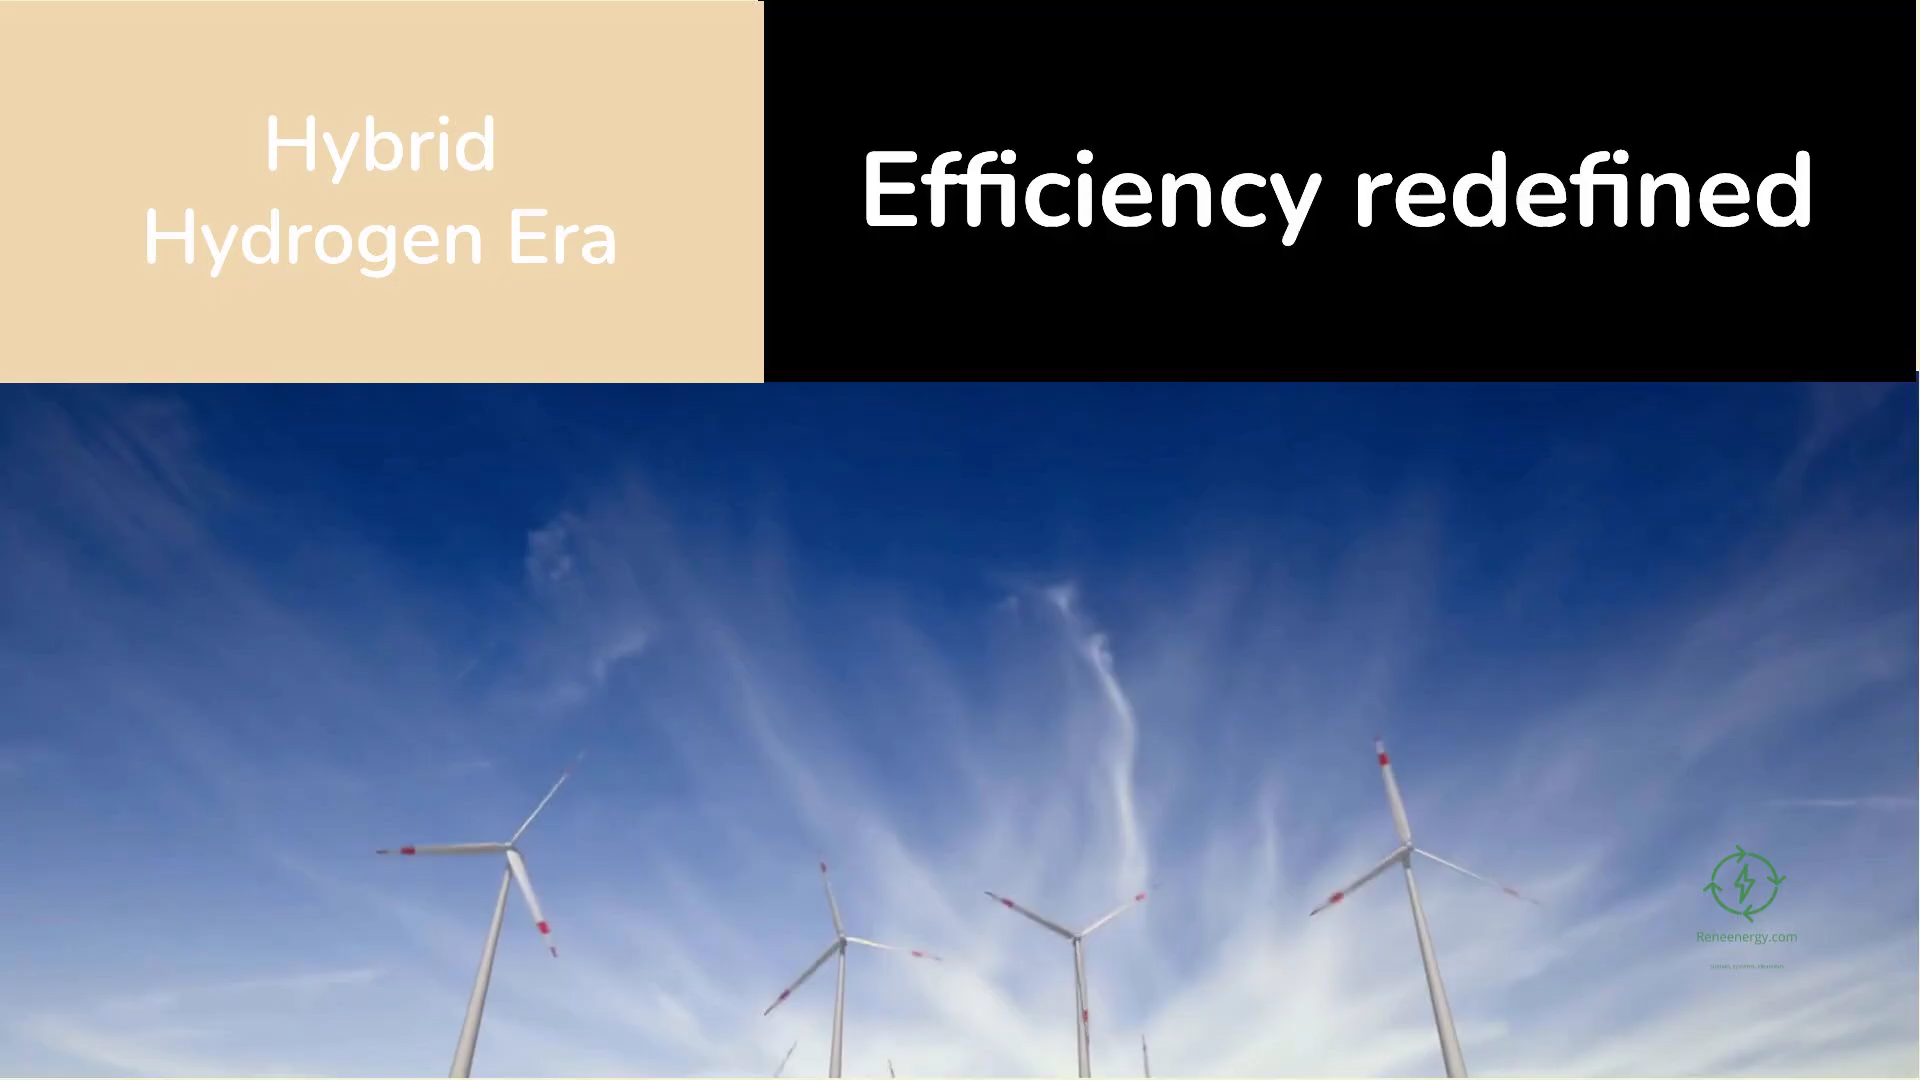 Hybrid
Hydrogen Era
Efficiency redefined
Reneenergy.com